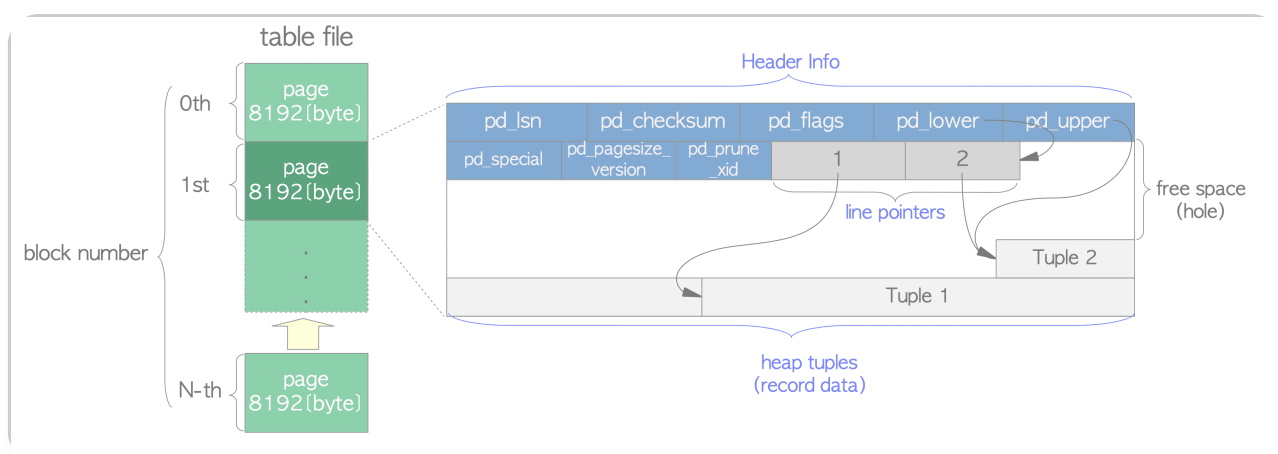 table file
block number
0th
page
8192[byte]
1st
page
8192[byte]
.
.
.
N-th
page
8192[byte]
Header Info
pd_lsn
pd_checksum
pd_flags
pd_lower
pd_upper
pd_special
pd_pagesize_
version
pd_prune
_xid
1
2
line pointers
free space
(hole)
Tuple 2
Tuple 1
heap tuples
(record data)